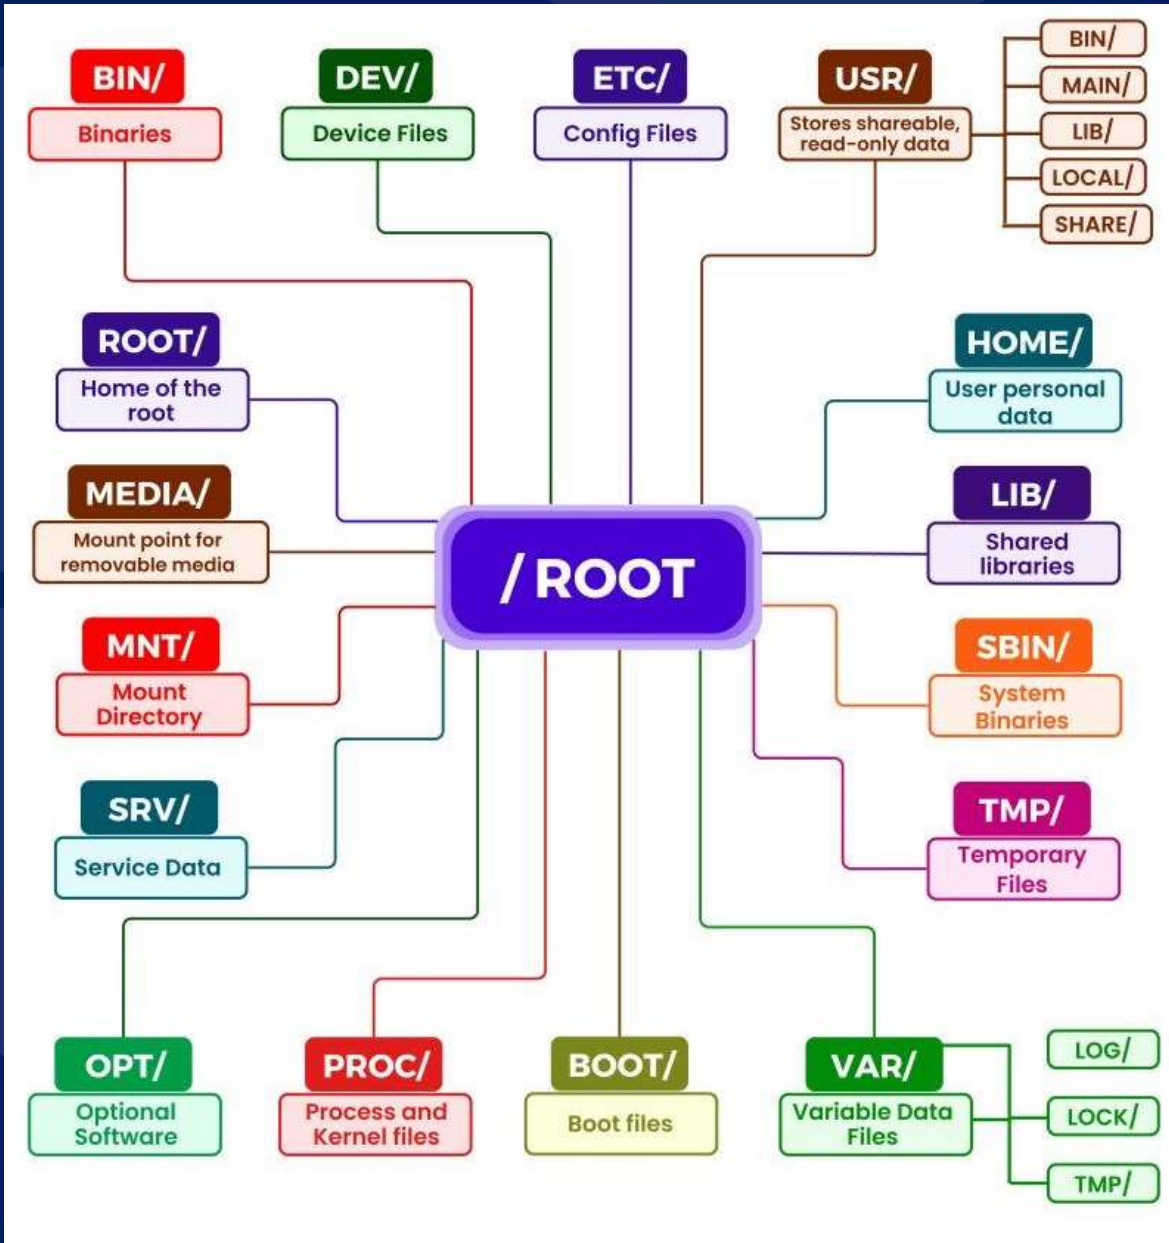 BIN/
Binaries
DEV/
Device Files
ETC/
Config Files
USR/
Stores shareable,
read-only data
BIN/
MAIN/
LIB/
LOCAL/
SHARE/
ROOT/
Home of the
root
HOME/
User personal
data
MEDIA/
Mount point for
removable media
LIB/
Shared
libraries
/ ROOT
MNT/
Mount
Directory
SBIN/
System
Binaries
SRV/
Service Data
TMP/
Temporary
Files
OPT/
Optional
Software
PROC/
Process and
Kernel files
BOOT/
Boot files
VAR/
Variable Data
Files
LOG/
LOCK/
TMP/